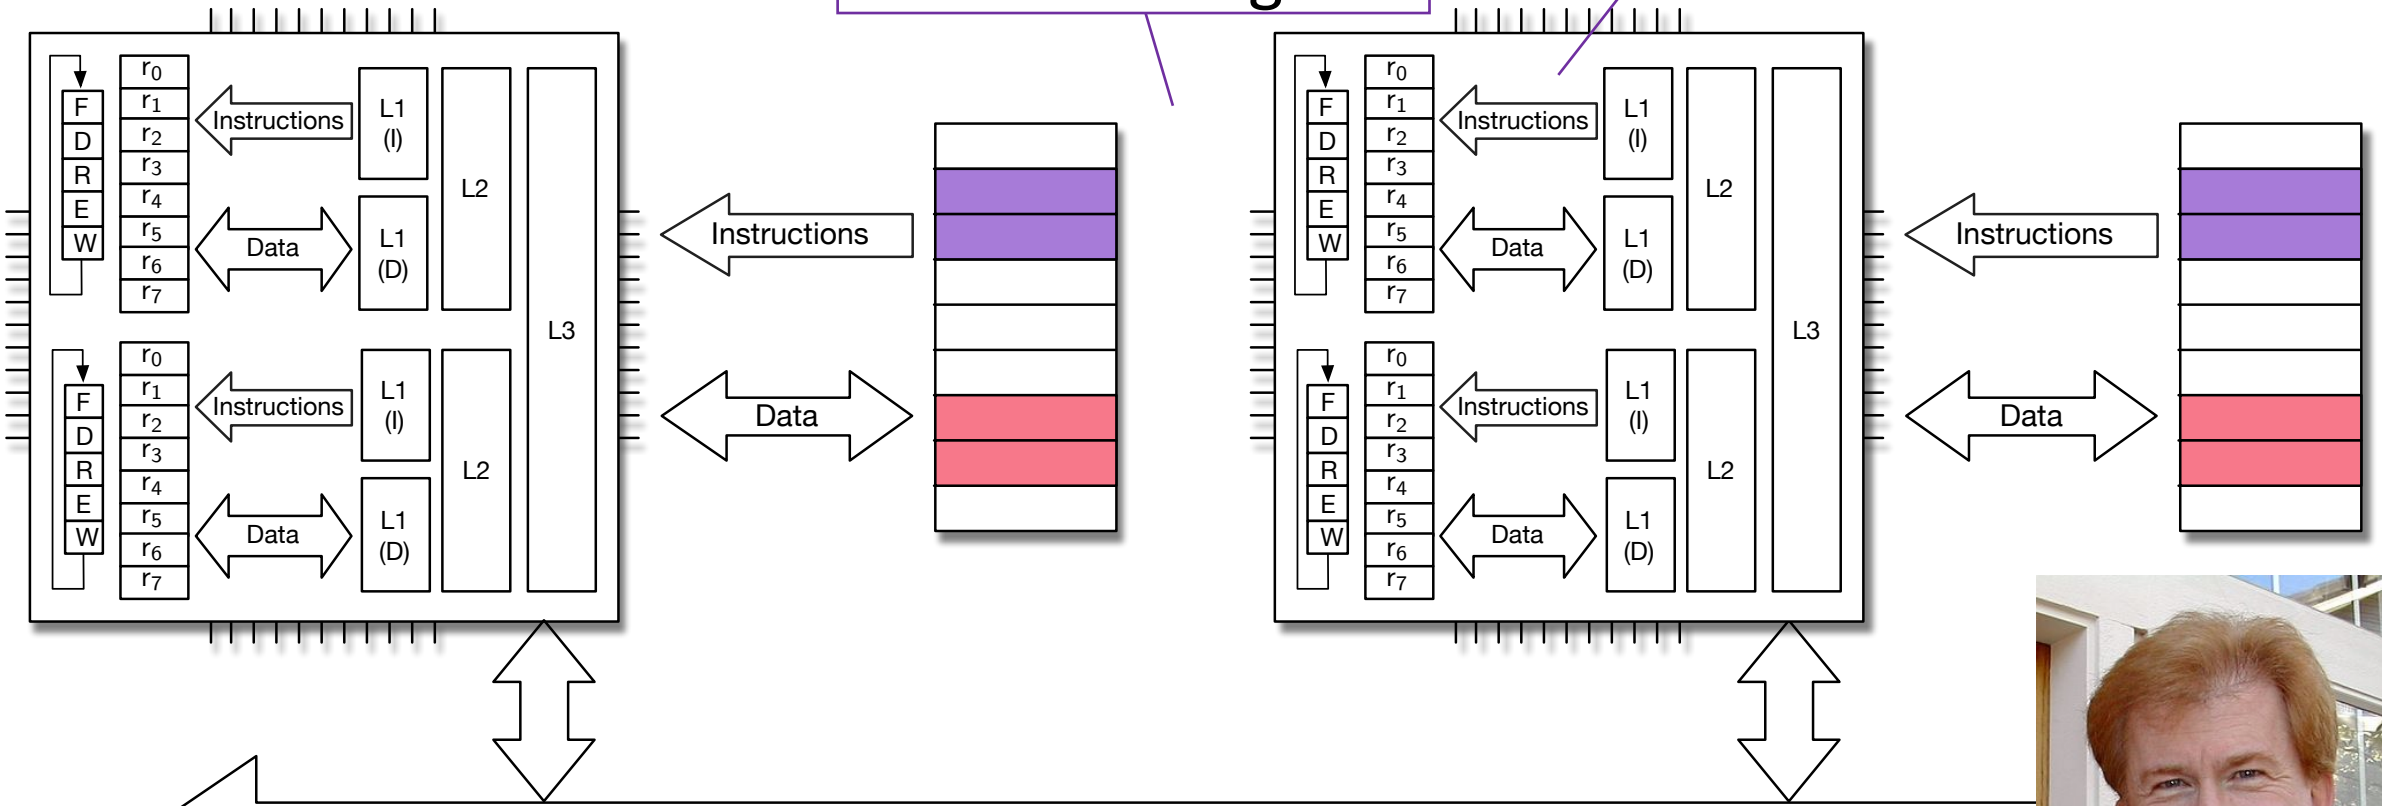 g
r0
r1
r2
r3
r4
r5
r6
r7
F
D
R
E
W
Instructions
Data
L1
(I)
L1
(D)
L2
r0
r1
r2
r3
r4
r5
r6
r7
F
D
R
E
W
Instructions
Data
L1
(I)
L1
(D)
L2
L3
Instructions
Data
r0
r1
r2
r3
r4
r5
r6
r7
F
D
R
E
W
Instructions
Data
L1
(I)
L1
(D)
L2
r0
r1
r2
r3
r4
r5
r6
r7
F
D
R
E
W
Instructions
Data
L1
(I)
L1
(D)
L2
L3
Instructions
Data